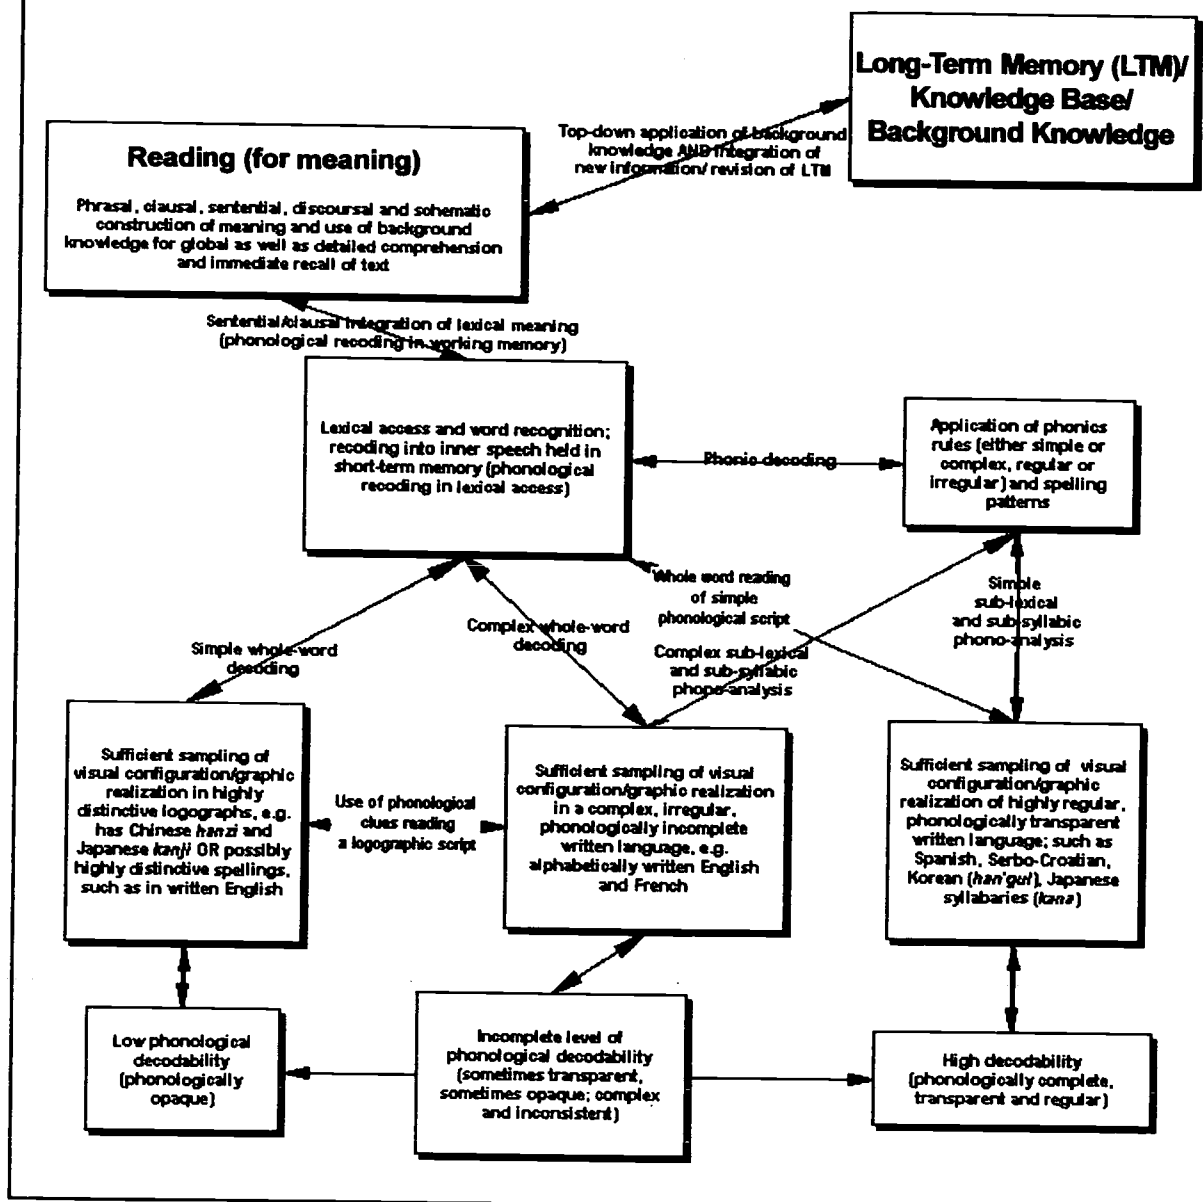 Long-Term Memory (LTM)/
Knowledge Base/
Background Knowledge
Top-down application of background
knowledge AND integration of
new information/ revision of LTM
Reading (for meaning)
Phrasal, clausal, sentential, discoursal and schematic
construction of meaning and use of background
knowledge for global as well as detailed comprehension
and immediate recall of text
Sentential/clausal integration of lexical meaning
(phonological recoding in working memory)
Lexical access and word recognition;
recoding into inner speech held in
short-term memory (phonological
recoding in lexical access)
Phonic decoding
Application of phonics
rules (either simple or
complex, regular or
irregular) and spelling
patterns
Whole word reading
of simple
phonological script
Simple
sub-lexical
and sub-syllabic
phono-analysis
Simple whole-word
decoding
Complex whole-word
decoding
Complex sub-lexical
and sub-syllabic
phono-analysis
Sufficient sampling of
visual configuration/graphic
realization in highly
distinctive logographs, e.g.
has Chinese hanzi and
Japanese kanji OR possibly
highly distinctive spellings,
such as in written English
Use of phonological
clues reading
a logographic script
Sufficient sampling of visual
configuration/graphic realization
in a complex, irregular,
phonologically incomplete
written language, e.g.
alphabetically written English
and French
Sufficient sampling of visual
configuration/graphic
realization of highly regular,
phonologically transparent
written language; such as
Spanish, Serbo-Croatian,
Korean (han'gul), Japanese
syllabaries (kana)
Low phonological
decodability
(phonologically
opaque)
Incomplete level of
phonological decodability
(sometimes transparent,
sometimes opaque; complex
and inconsistent)
High decodability
(phonologically complete,
transparent and regular)